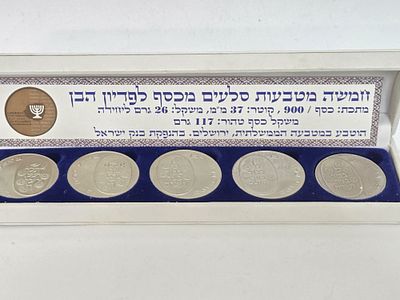 חמשה מטבעות סלעים מכסף לפדיון הבן
מתכת: כסף / 900, קוטר: 37 מ"מ, משקל: 26 גרם ליחידה
משקל כסף טהור: 117 גרם
הוטבע במטבעה הממשלתית, ירושלים. בהנפקת בנק ישראל